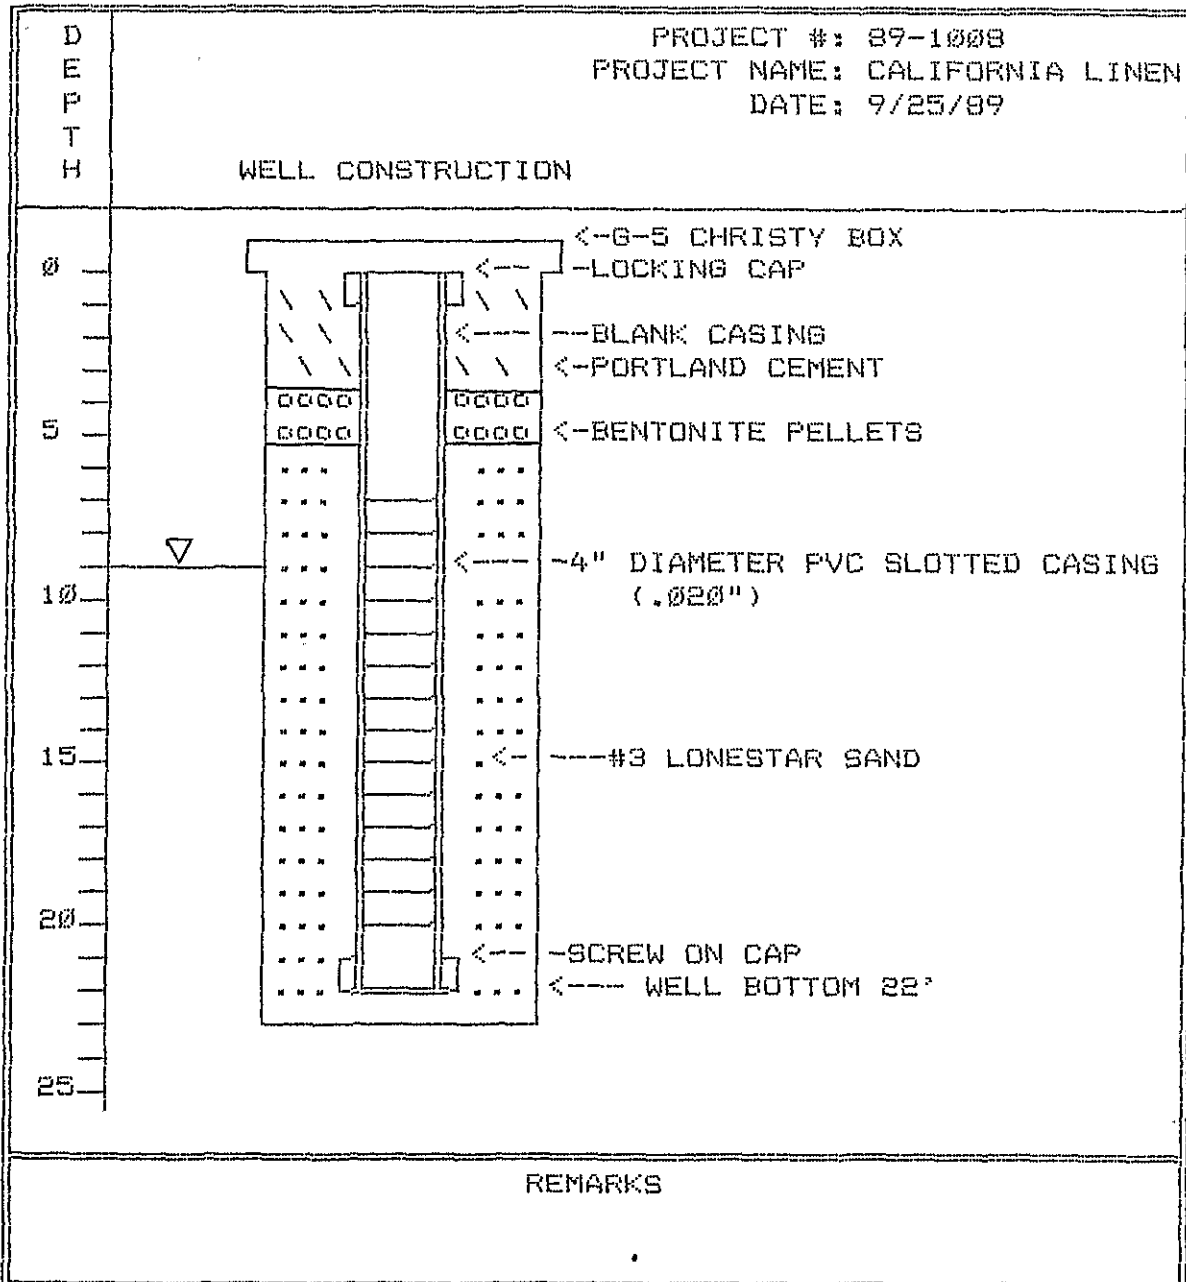 DEPTH
PROJECT #: 89-1008
PROJECT NAME: CALIFORNIA LINEN
DATE: 9/25/89
WELL CONSTRUCTION
<-G-5 CHRISTY BOX
0
<-- -LOCKING CAP
<---- ---BLANK CASING
<-PORTLAND CEMENT
5
<-BENTONITE PELLETS
<---- -4" DIAMETER PVC SLOTTED CASING
(.020")
10
15
<- ----#3 LONESTAR SAND
20
<--- -SCREW ON CAP
<---- WELL BOTTOM 22'
25
REMARKS